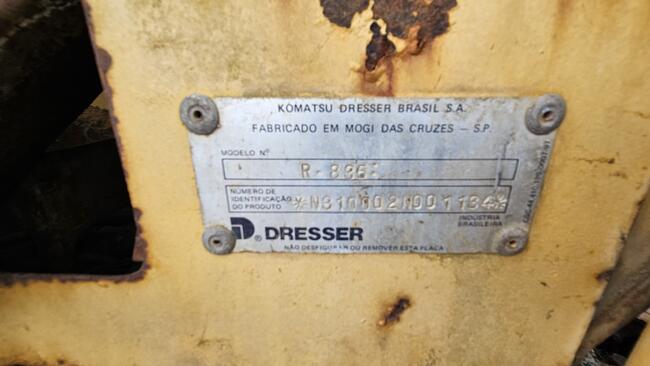 KOMATSU DRESSER BRASIL S.A.
FABRICADO EM MOGI DAS CRUZES – S.P.
MODELO Nº
NÚMERO DE
IDENTIFICAÇÃO
DO PRODUTO
INDÚSTRIA
BRASILEIRA
D® DRESSER
NÃO DESFIGURAR OU REMOVER ESTA PLACA